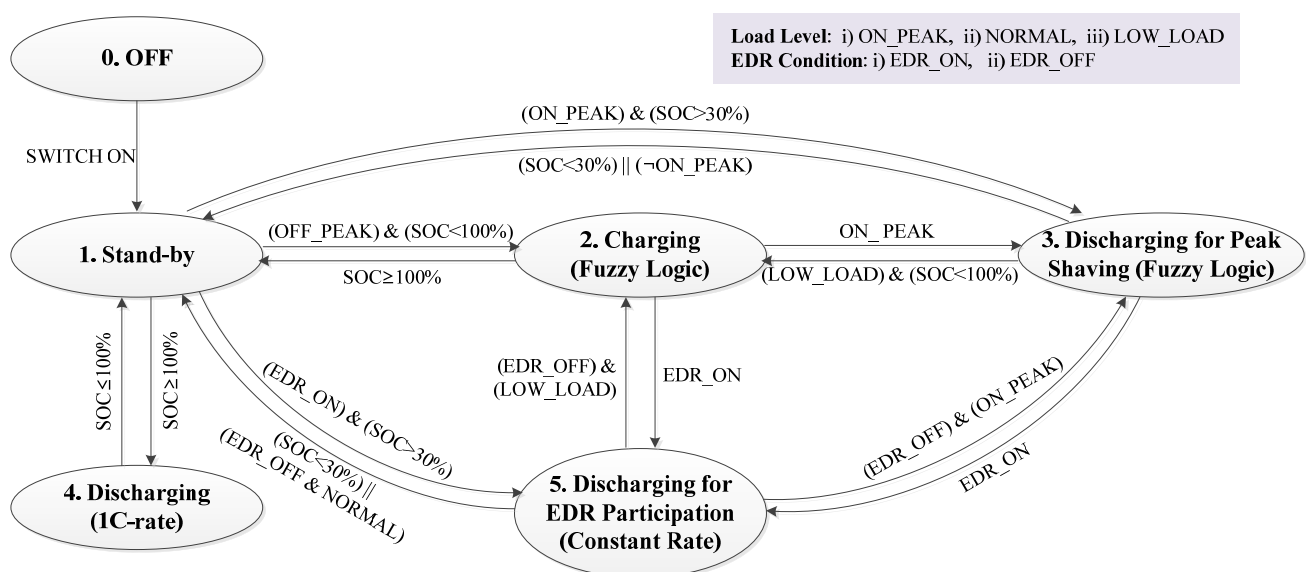 0. OFF
Load Level: i) ON_PEAK, ii) NORMAL, iii) LOW_LOAD
EDR Condition: i) EDR_ON, ii) EDR_OFF
SWITCH ON
(ON_PEAK) & (SOC>30%)
(SOC<30%) || (¬ON_PEAK)
1. Stand-by
(OFF_PEAK) & (SOC<100%)
SOC≥100%
2. Charging
(Fuzzy Logic)
ON_PEAK
(LOW_LOAD) & (SOC<100%)
3. Discharging for Peak
Shaving (Fuzzy Logic)
SOC≤100%
SOC≥100%
(EDR_ON) & (SOC>30%)
(SOC<30%) ||
(EDR_OFF & NORMAL)
(EDR_OFF) &
(LOW_LOAD)
EDR_ON
(EDR_OFF) & (ON_PEAK)
EDR_ON
4. Discharging
(1C-rate)
5. Discharging for
EDR Participation
(Constant Rate)